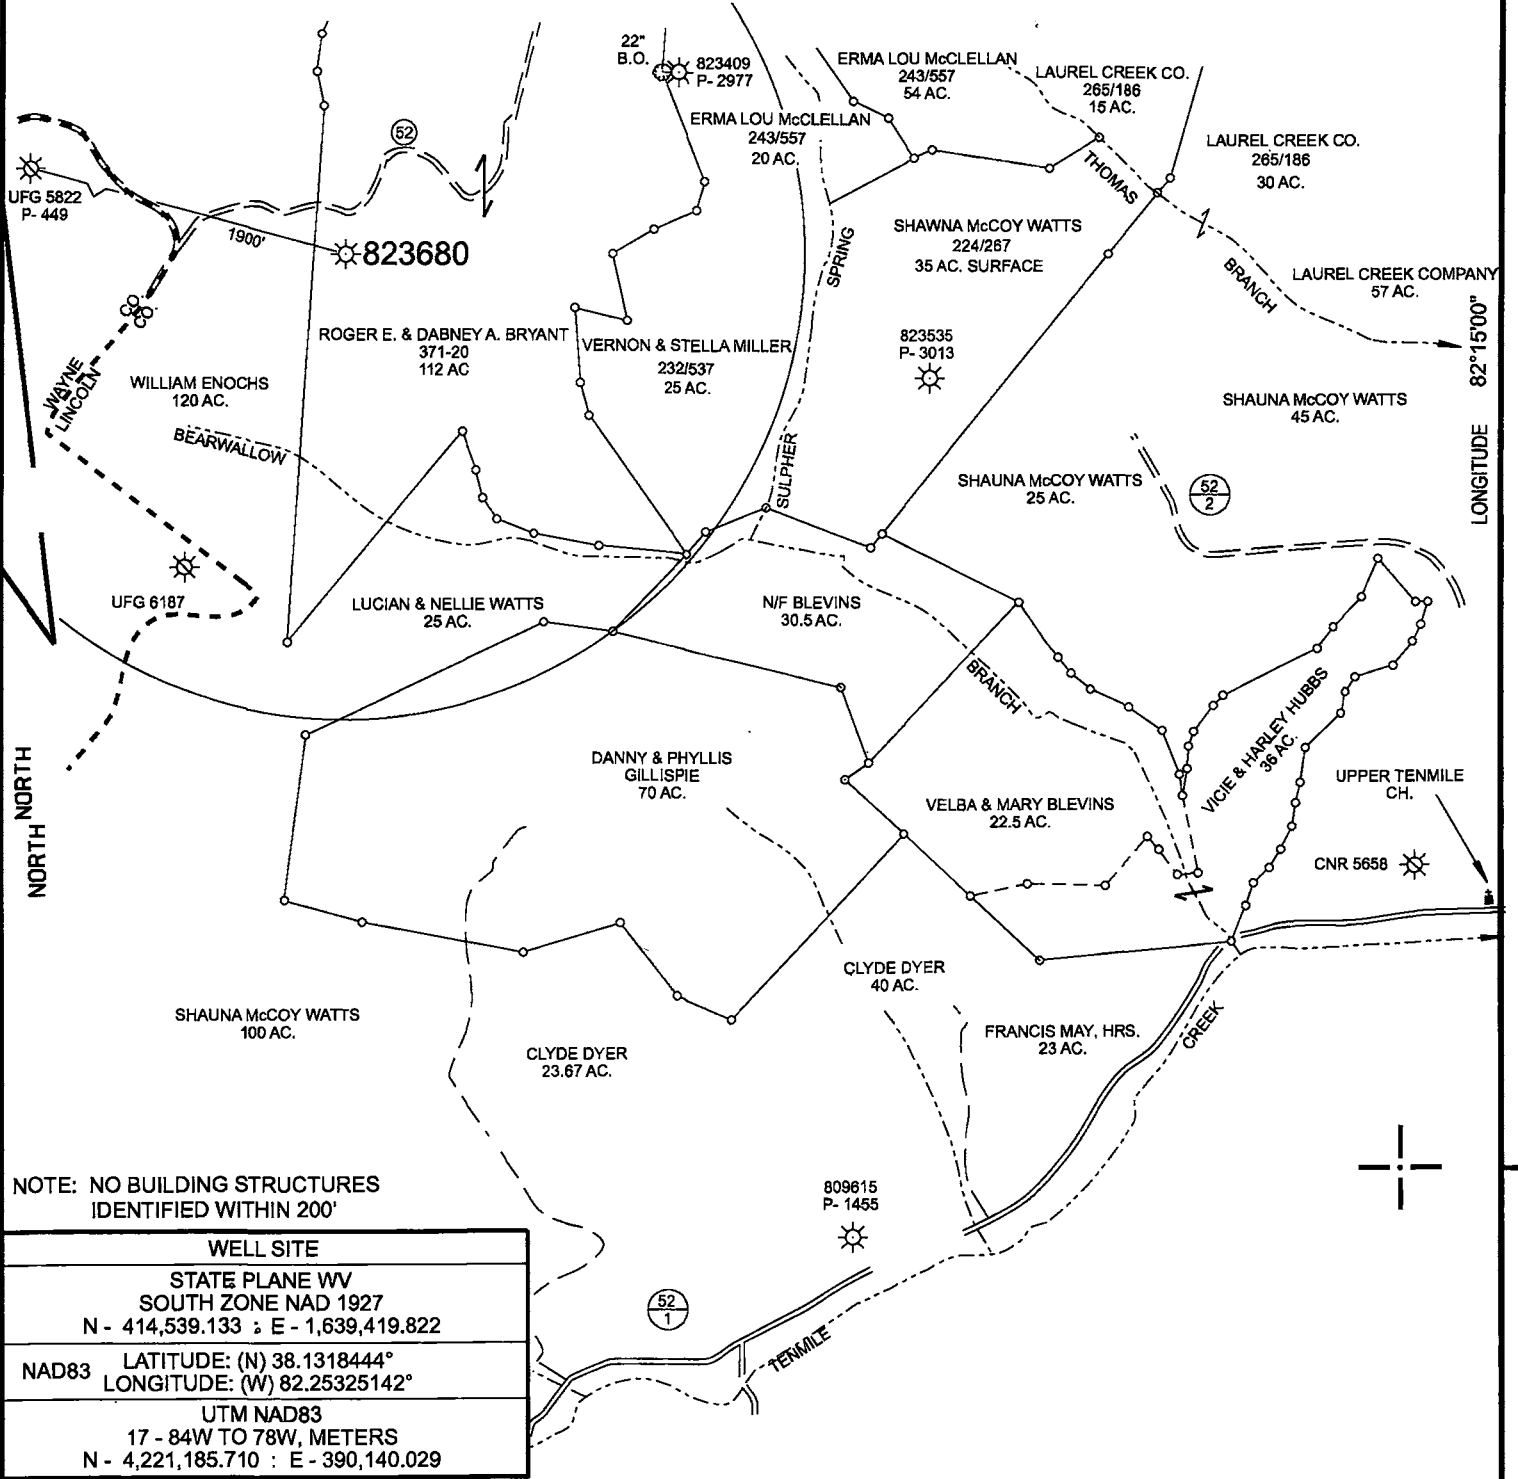 22"
B.O.
823409
P- 2977
ERMA LOU McCLELLAN
243/557
54 AC.
LAUREL CREEK CO.
265/186
15 AC.
ERMA LOU McCLELLAN
243/557
20 AC.
52
LAUREL CREEK CO.
265/186
30 AC.
THOMAS
UFG 5822
P- 449
1900'
823680
SHAWNA McCOY WATTS
224/267
35 AC. SURFACE
SPRING
BRANCH
LAUREL CREEK COMPANY
57 AC.
CO.
CO.
ROGER E. & DABNEY A. BRYANT
371-20
112 AC
VERNON & STELLA MILLER
232/537
25 AC.
823535
P- 3013
LONGITUDE 82°15'00"
WAYNE
LINCOLN
WILLIAM ENOCHS
120 AC.
SHAUNA McCOY WATTS
45 AC.
BEARWALLOW
SULPHER
SHAUNA McCOY WATTS
25 AC.
52
2
UFG 6187
LUCIAN & NELLIE WATTS
25 AC.
N/F BLEVINS
30.5 AC.
BRANCH
VICIE & HARLEY HUBBS
36 AC.
DANNY & PHYLLIS
GILLISPIE
70 AC.
UPPER TENMILE
CH.
NORTH
NORTH
VELBA & MARY BLEVINS
22.5 AC.
CNR 5658
CLYDE DYER
40 AC.
SHAUNA McCOY WATTS
100 AC.
FRANCIS MAY, HRS.
23 AC.
CREEK
CLYDE DYER
23.67 AC.
NOTE: NO BUILDING STRUCTURES
IDENTIFIED WITHIN 200'
809615
P- 1455
52
1
TENMILE
WELL SITE
STATE PLANE WV
SOUTH ZONE NAD 1927
N - 414,539.133 : E - 1,639,419.822
NAD83 LATITUDE: (N) 38.1318444°
LONGITUDE: (W) 82.25325142°
UTM NAD83
17 - 84W TO 78W, METERS
N - 4,221,185.710 : E - 390,140.029